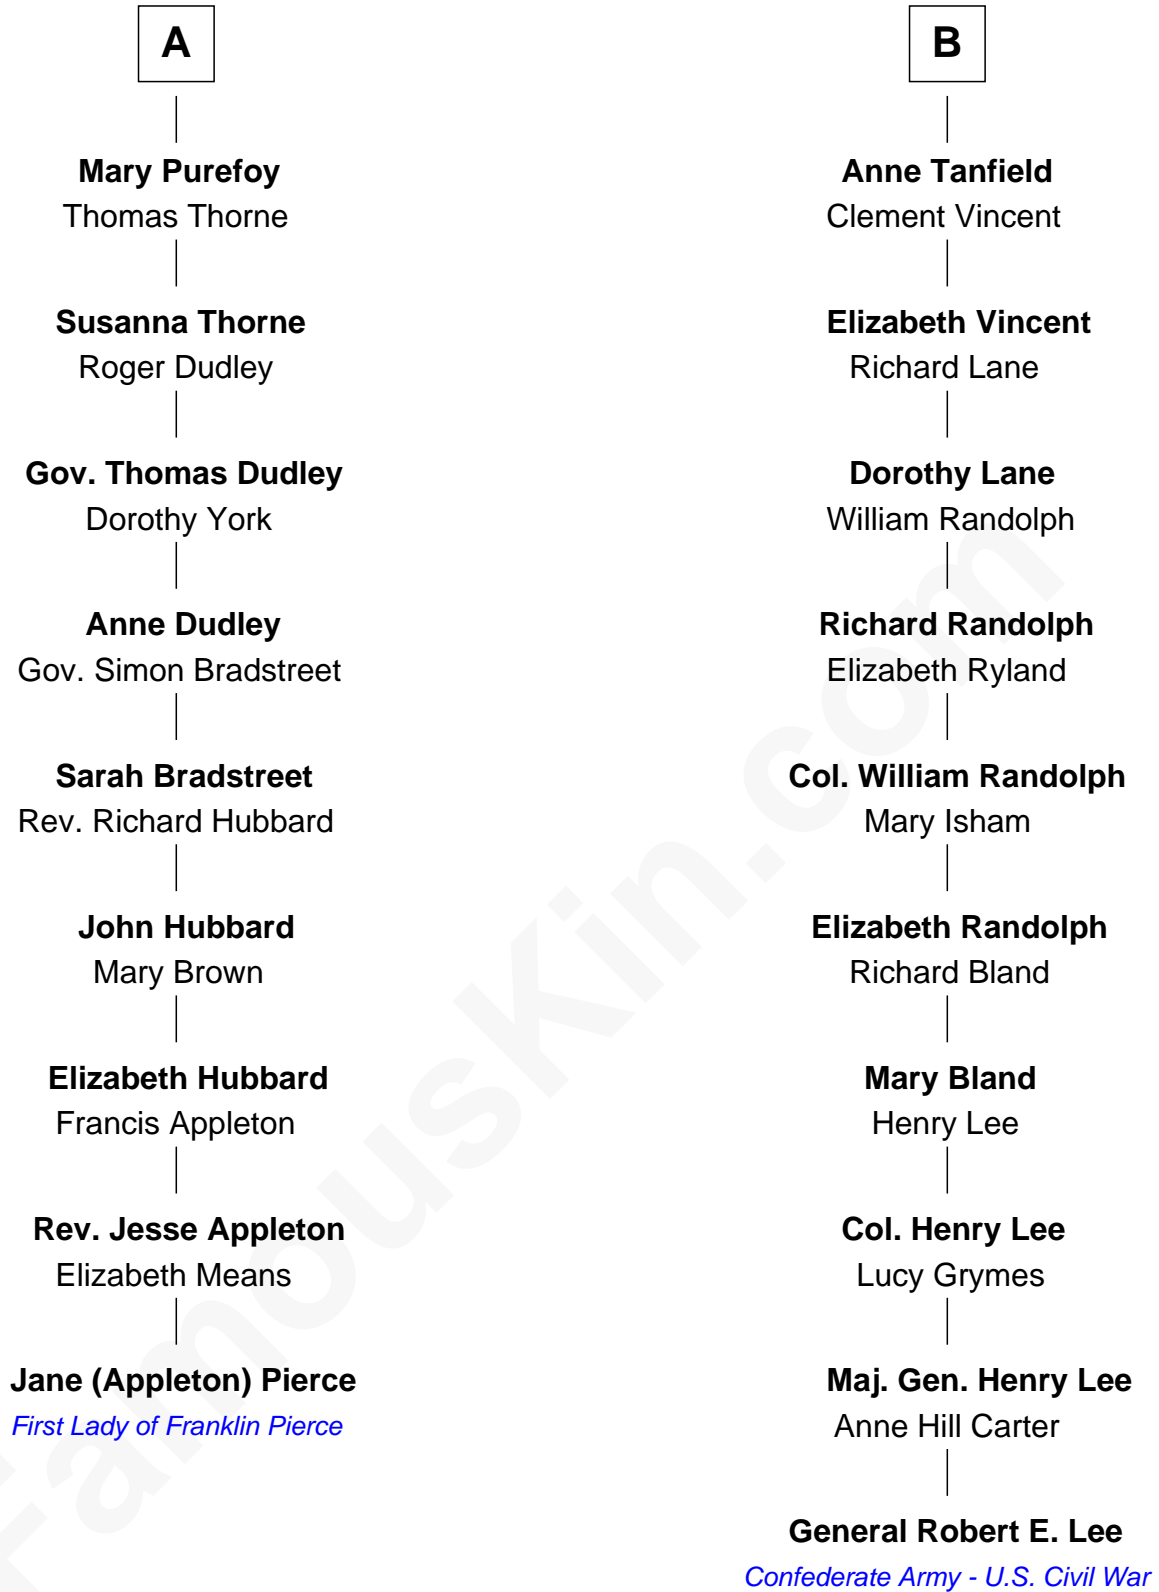 A
Mary Purefoy
Thomas Thorne
Susanna Thorne
Roger Dudley
Gov. Thomas Dudley
Dorothy York
Anne Dudley
Gov. Simon Bradstreet
Sarah Bradstreet
Rev. Richard Hubbard
John Hubbard
Mary Brown
Elizabeth Hubbard
Francis Appleton
Rev. Jesse Appleton
Elizabeth Means
Jane (Appleton) Pierce
First Lady of Franklin Pierce
B
Anne Tanfield
Clement Vincent
Elizabeth Vincent
Richard Lane
Dorothy Lane
William Randolph
Richard Randolph
Elizabeth Ryland
Col. William Randolph
Mary Isham
Elizabeth Randolph
Richard Bland
Mary Bland
Henry Lee
Col. Henry Lee
Lucy Grymes
Maj. Gen. Henry Lee
Anne Hill Carter
General Robert E. Lee
Confederate Army - U.S. Civil War
FamousKin.com